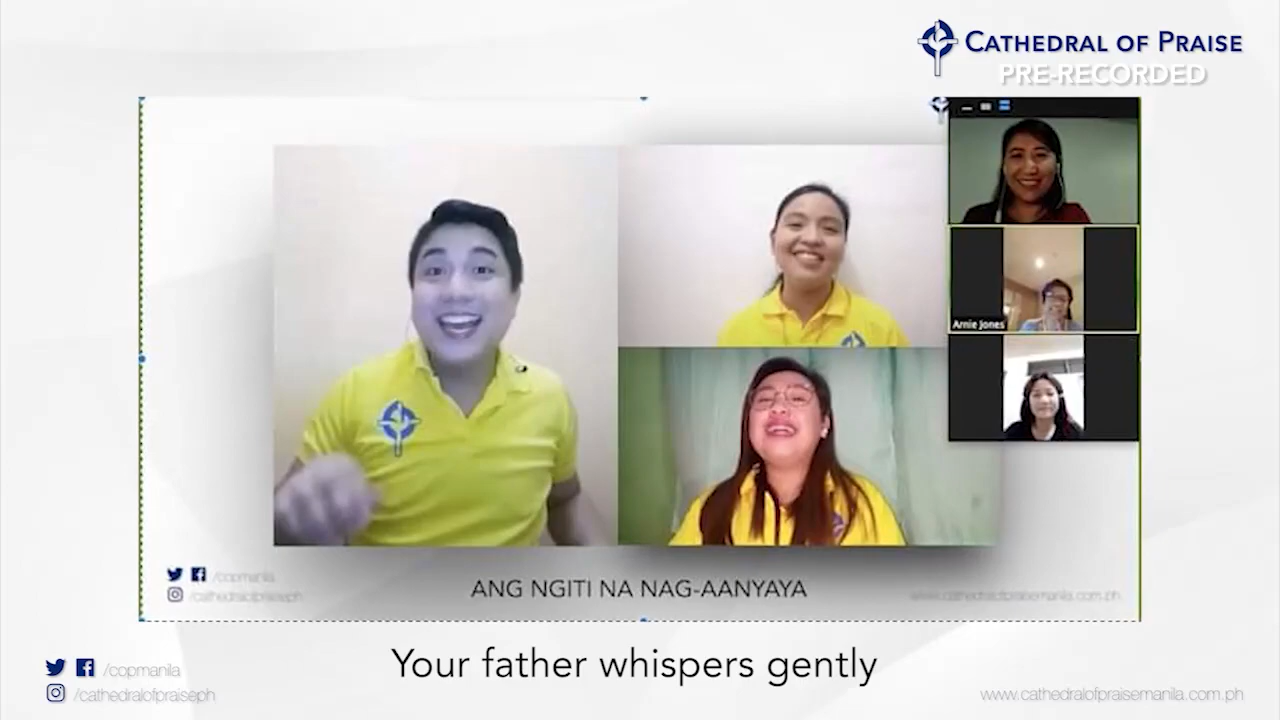 CATHEDRAL OF PRAISE
PRE-RECORDED
Arnie Jones
/copmanila
/cathedralofpraiseph
ANG NGITI NA NAG-AANYAYA
www.cathedralofpraisemanila.com.ph
Your father whispers gently
/copmanila
/cathedralofpraiseph
www.cathedralofpraisemanila.com.ph